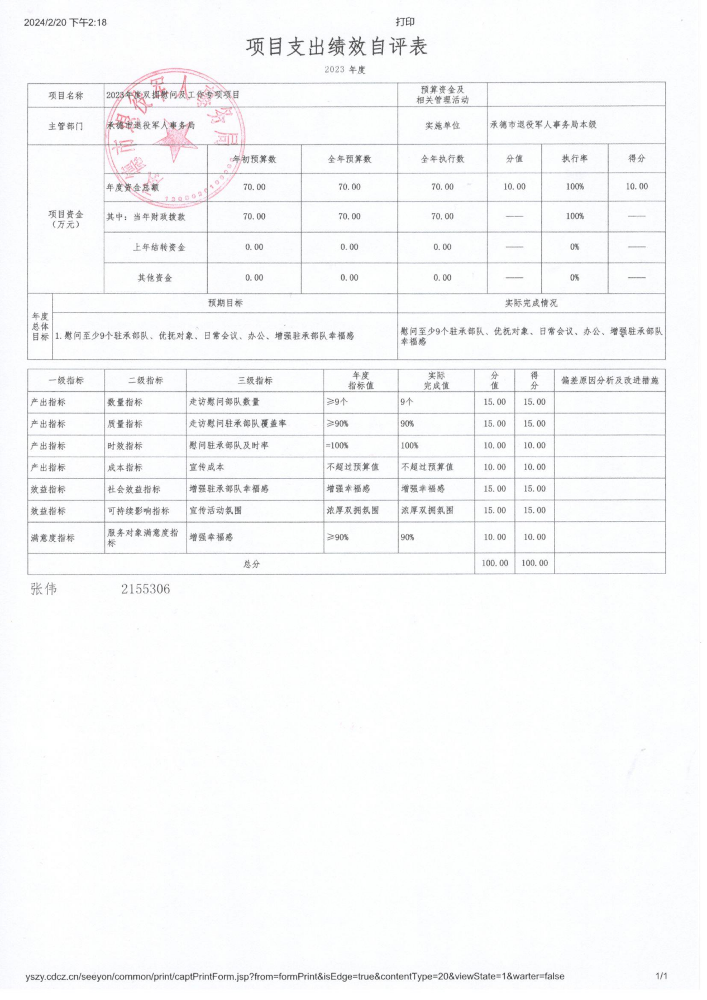 2024/2/20 下午2:18 打印
项目支出绩效自评表
2023 年度
项目名称 2023年度双拥慰问及工作专项项目 预算资金及相关管理活动
主管部门 承德市退役军人事务局 实施单位 承德市退役军人事务局本级
项目资金（万元） 年初预算数 全年预算数 全年执行数 分值 执行率 得分
年度资金总额 70.00 70.00 70.00 10.00 100% 10.00
其中：当年财政拨款 70.00 70.00 70.00 —— 100% ——
上年结转资金 0.00 0.00 0.00 —— 0% ——
其他资金 0.00 0.00 0.00 —— 0% ——
年度总体目标 预期目标 实际完成情况
1.慰问至少9个驻承部队、优抚对象、日常会议、办公、增强驻承部队幸福感 慰问至少9个驻承部队、优抚对象、日常会议、办公、增强驻承部队幸福感
一级指标 二级指标 三级指标 年度指标值 实际完成值 分值 得分 偏差原因分析及改进措施
产出指标 数量指标 走访慰问部队数量 ≥9个 9个 15.00 15.00
产出指标 质量指标 走访慰问驻承部队覆盖率 ≥90% 90% 15.00 15.00
产出指标 时效指标 慰问驻承部队及时率 =100% 100% 10.00 10.00
产出指标 成本指标 宣传成本 不超过预算值 不超过预算值 10.00 10.00
效益指标 社会效益指标 增强驻承部队幸福感 增强幸福感 增强幸福感 15.00 15.00
效益指标 可持续影响指标 宣传活动氛围 浓厚双拥氛围 浓厚双拥氛围 15.00 15.00
满意度指标 服务对象满意度指标 增强幸福感 ≥90% 90% 10.00 10.00
总分 100.00 100.00
张伟 2155306
承德市退役军人事务局
yszy.cdcz.cn/seeyon/common/print/captPrintForm.jsp?from=formPrint&isEdge=true&contentType=20&viewState=1&warter=false 1/1